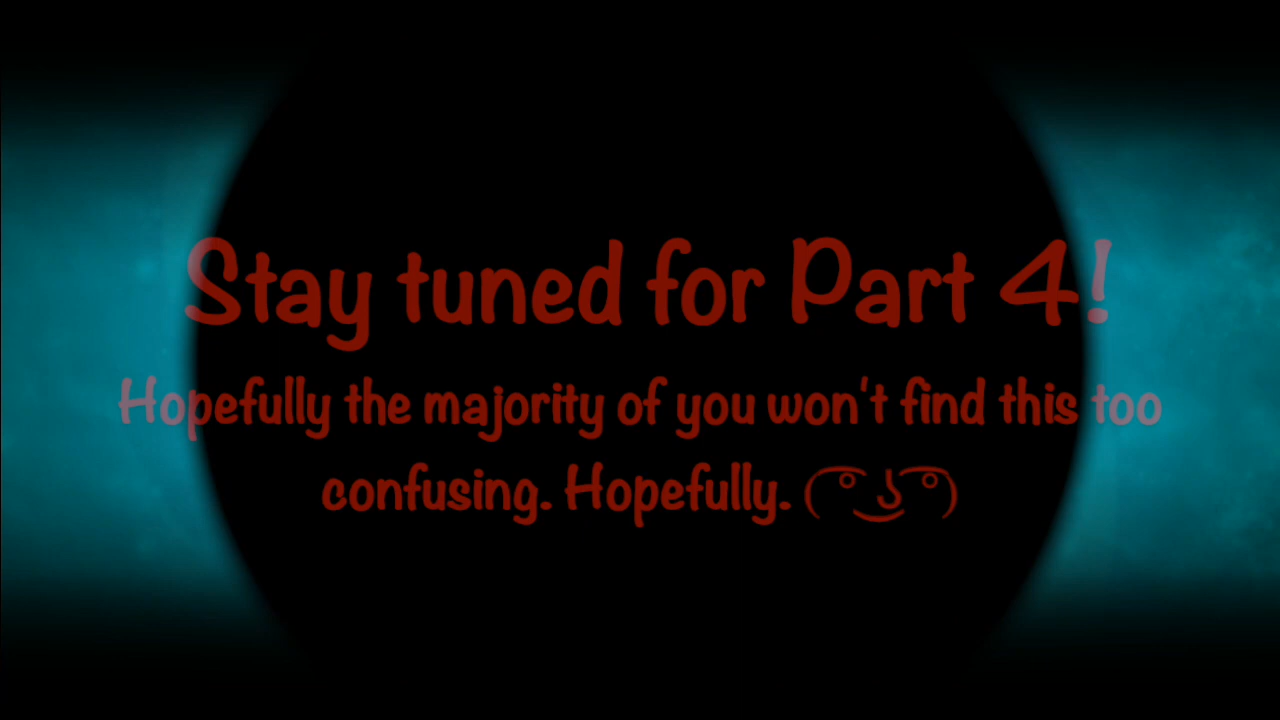 Stay tuned for Part 4!
Hopefully the majority of you won't find this too
confusing. Hopefully. ( ͡° ͜ʖ ͡°)